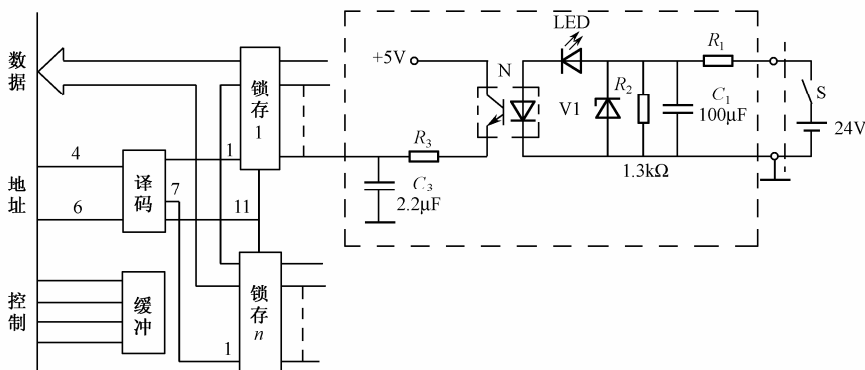 数据
地址
控制
4
6
译码
7
1
11
1
缓冲
锁存1
锁存n
+5V
N
LED
V1
R₂
1.3kΩ
C₁
100μF
R₁
R₃
C₃
2.2μF
S
24V